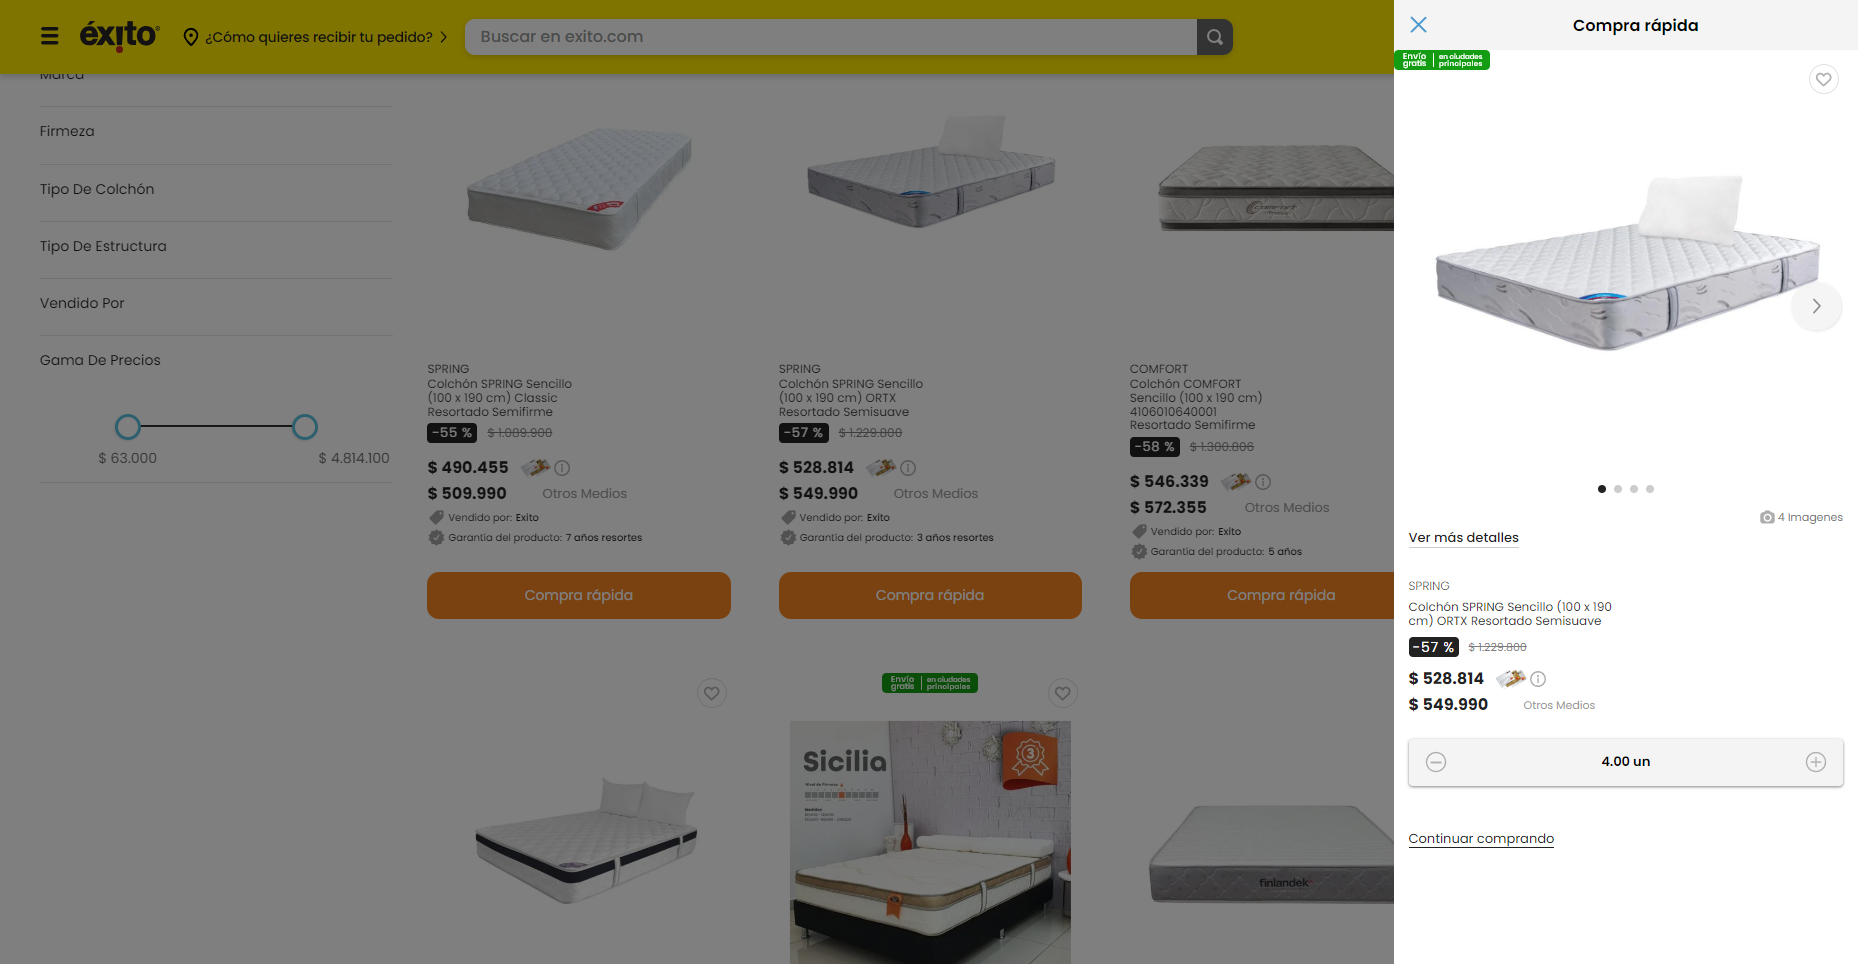 éxito
¿Cómo quieres recibir tu pedido?
Buscar en exito.com
Marca
Firmeza
Tipo De Colchón
Tipo De Estructura
Vendido Por
Gama De Precios
$ 63.000
$ 4.814.100
SPRING
Colchón SPRING Sencillo
(100 x 190 cm) Classic
Resortado Semifirme
-55 % $ 1.089.900
$ 490.455
$ 509.990 Otros Medios
Vendido por: Exito
Garantía del producto: 7 años resortes
Compra rápida
SPRING
Colchón SPRING Sencillo
(100 x 190 cm) ORTX
Resortado Semisuave
-57 % $ 1.229.800
$ 528.814
$ 549.990 Otros Medios
Vendido por: Exito
Garantía del producto: 3 años resortes
Compra rápida
comfort
COMFORT
Colchón COMFORT
Sencillo (100 x 190 cm)
4106010640001
Resortado Semifirme
-58 % $ 1.300.806
$ 546.339
$ 572.355 Otros Medios
Vendido por: Exito
Garantía del producto: 5 años
Compra rápida
Envío gratis en ciudades principales
Sicilia
Nivel de Firmeza
3
finlandek
Compra rápida
Envío gratis en ciudades principales
4 Imagenes
Ver más detalles
SPRING
Colchón SPRING Sencillo (100 x 190
cm) ORTX Resortado Semisuave
-57 % $ 1.229.800
$ 528.814
$ 549.990 Otros Medios
4.00 un
Continuar comprando